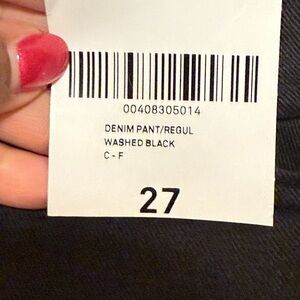 00408305014
DENIM PANT/REGUL
WASHED BLACK
C - F
27